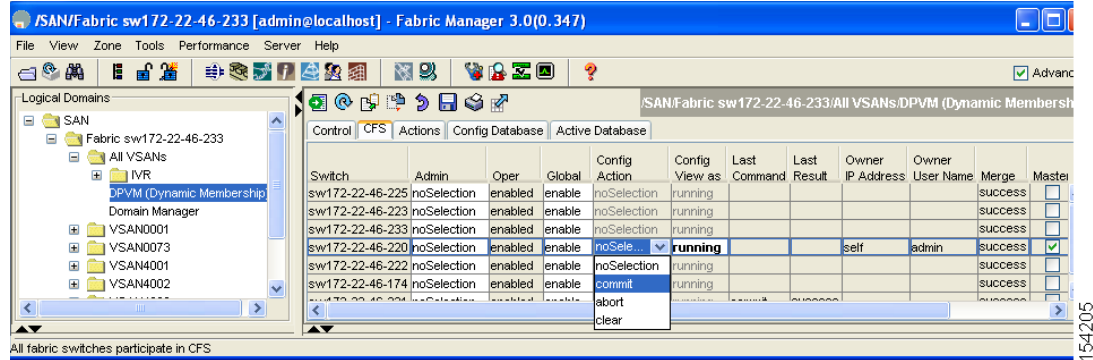 /SAN/Fabric sw172-22-46-233 [admin@localhost] - Fabric Manager 3.0(0.347)
File View Zone Tools Performance Server Help
Advanc
Logical Domains
SAN
Fabric sw172-22-46-233
All VSANs
IVR
DPVM (Dynamic Membership
Domain Manager
VSAN0001
VSAN0073
VSAN4001
VSAN4002
/SAN/Fabric sw172-22-46-233/All VSANs/DPVM (Dynamic Membersh
Control CFS Actions Config Database Active Database
Config Config Last Last Owner Owner
Switch Admin Oper Global Action View as Command Result IP Address User Name Merge Master
sw172-22-46-225 noSelection enabled enable noSelection running success
sw172-22-46-223 noSelection enabled enable noSelection running success
sw172-22-46-233 noSelection enabled enable noSelection running success
sw172-22-46-220 noSelection enabled enable noSele... running self admin success
sw172-22-46-222 noSelection enabled enable noSelection running success
sw172-22-46-174 noSelection enabled enable commit running success
abort
clear
All fabric switches participate in CFS
154205